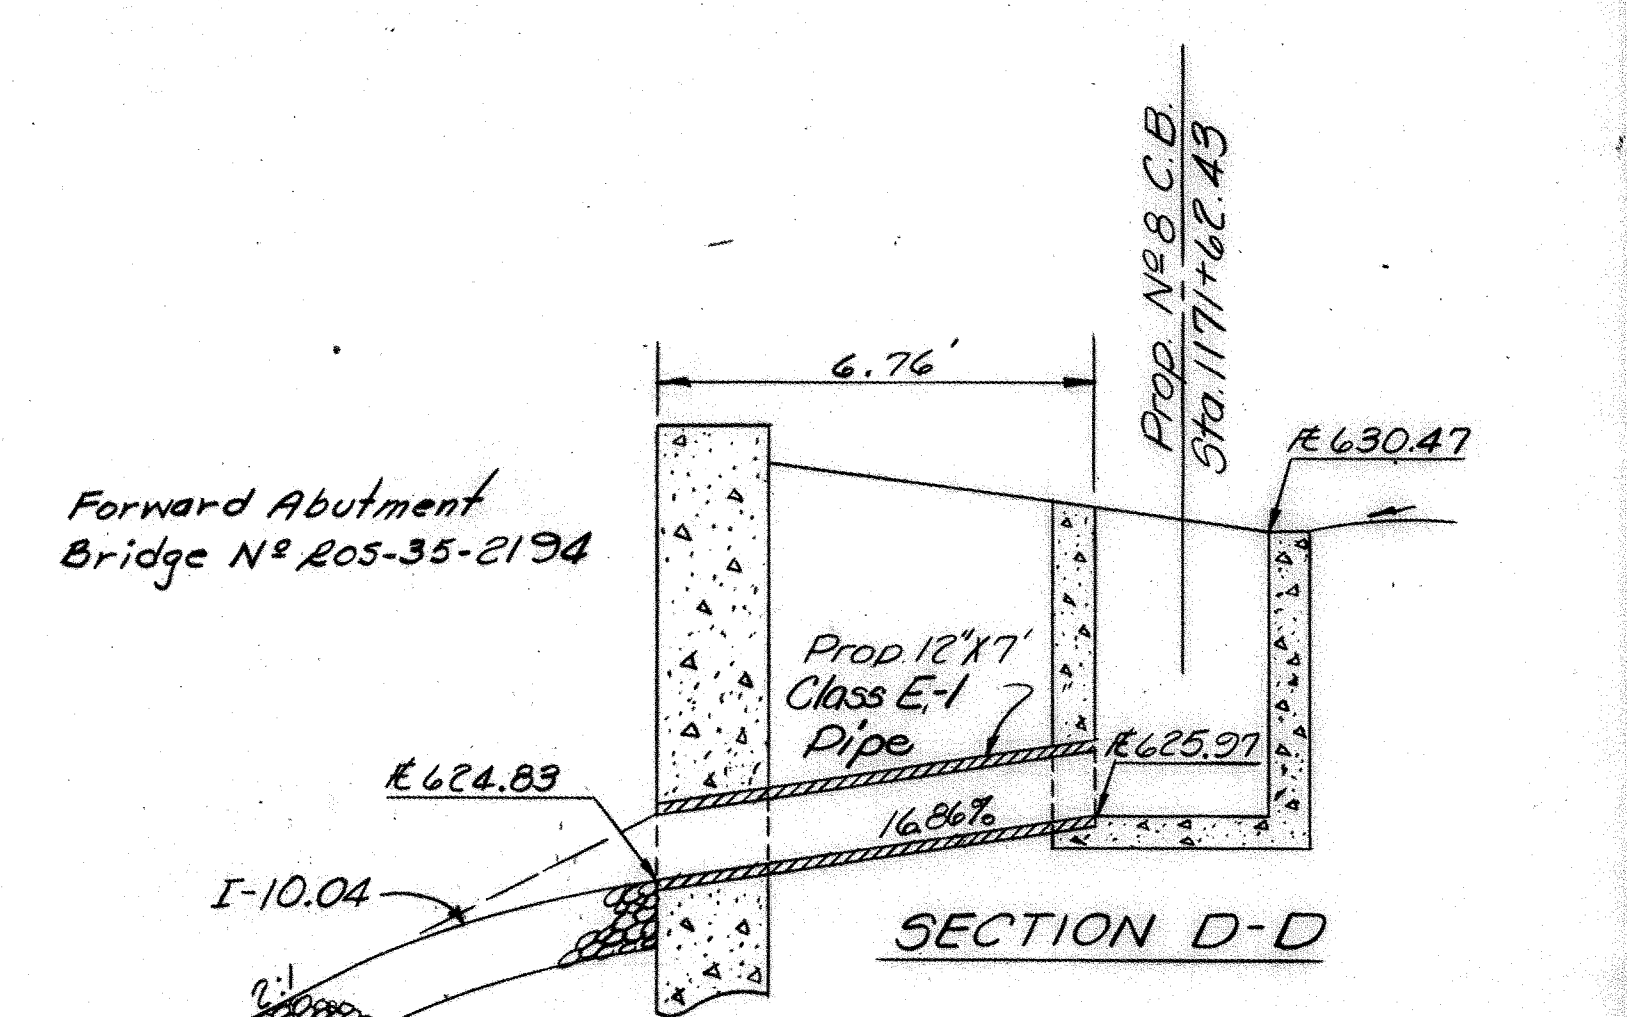 Prop. Nº 8 C.B.
Sta. 1171+62.43
6.76'
℄ 630.47
Forward Abutment
Bridge Nº ROS-35-2194
Prop. 12"X7'
Class E-1
Pipe
℄ 625.97
℄ 624.83
16.86%
I-10.04
SECTION D-D
2:1